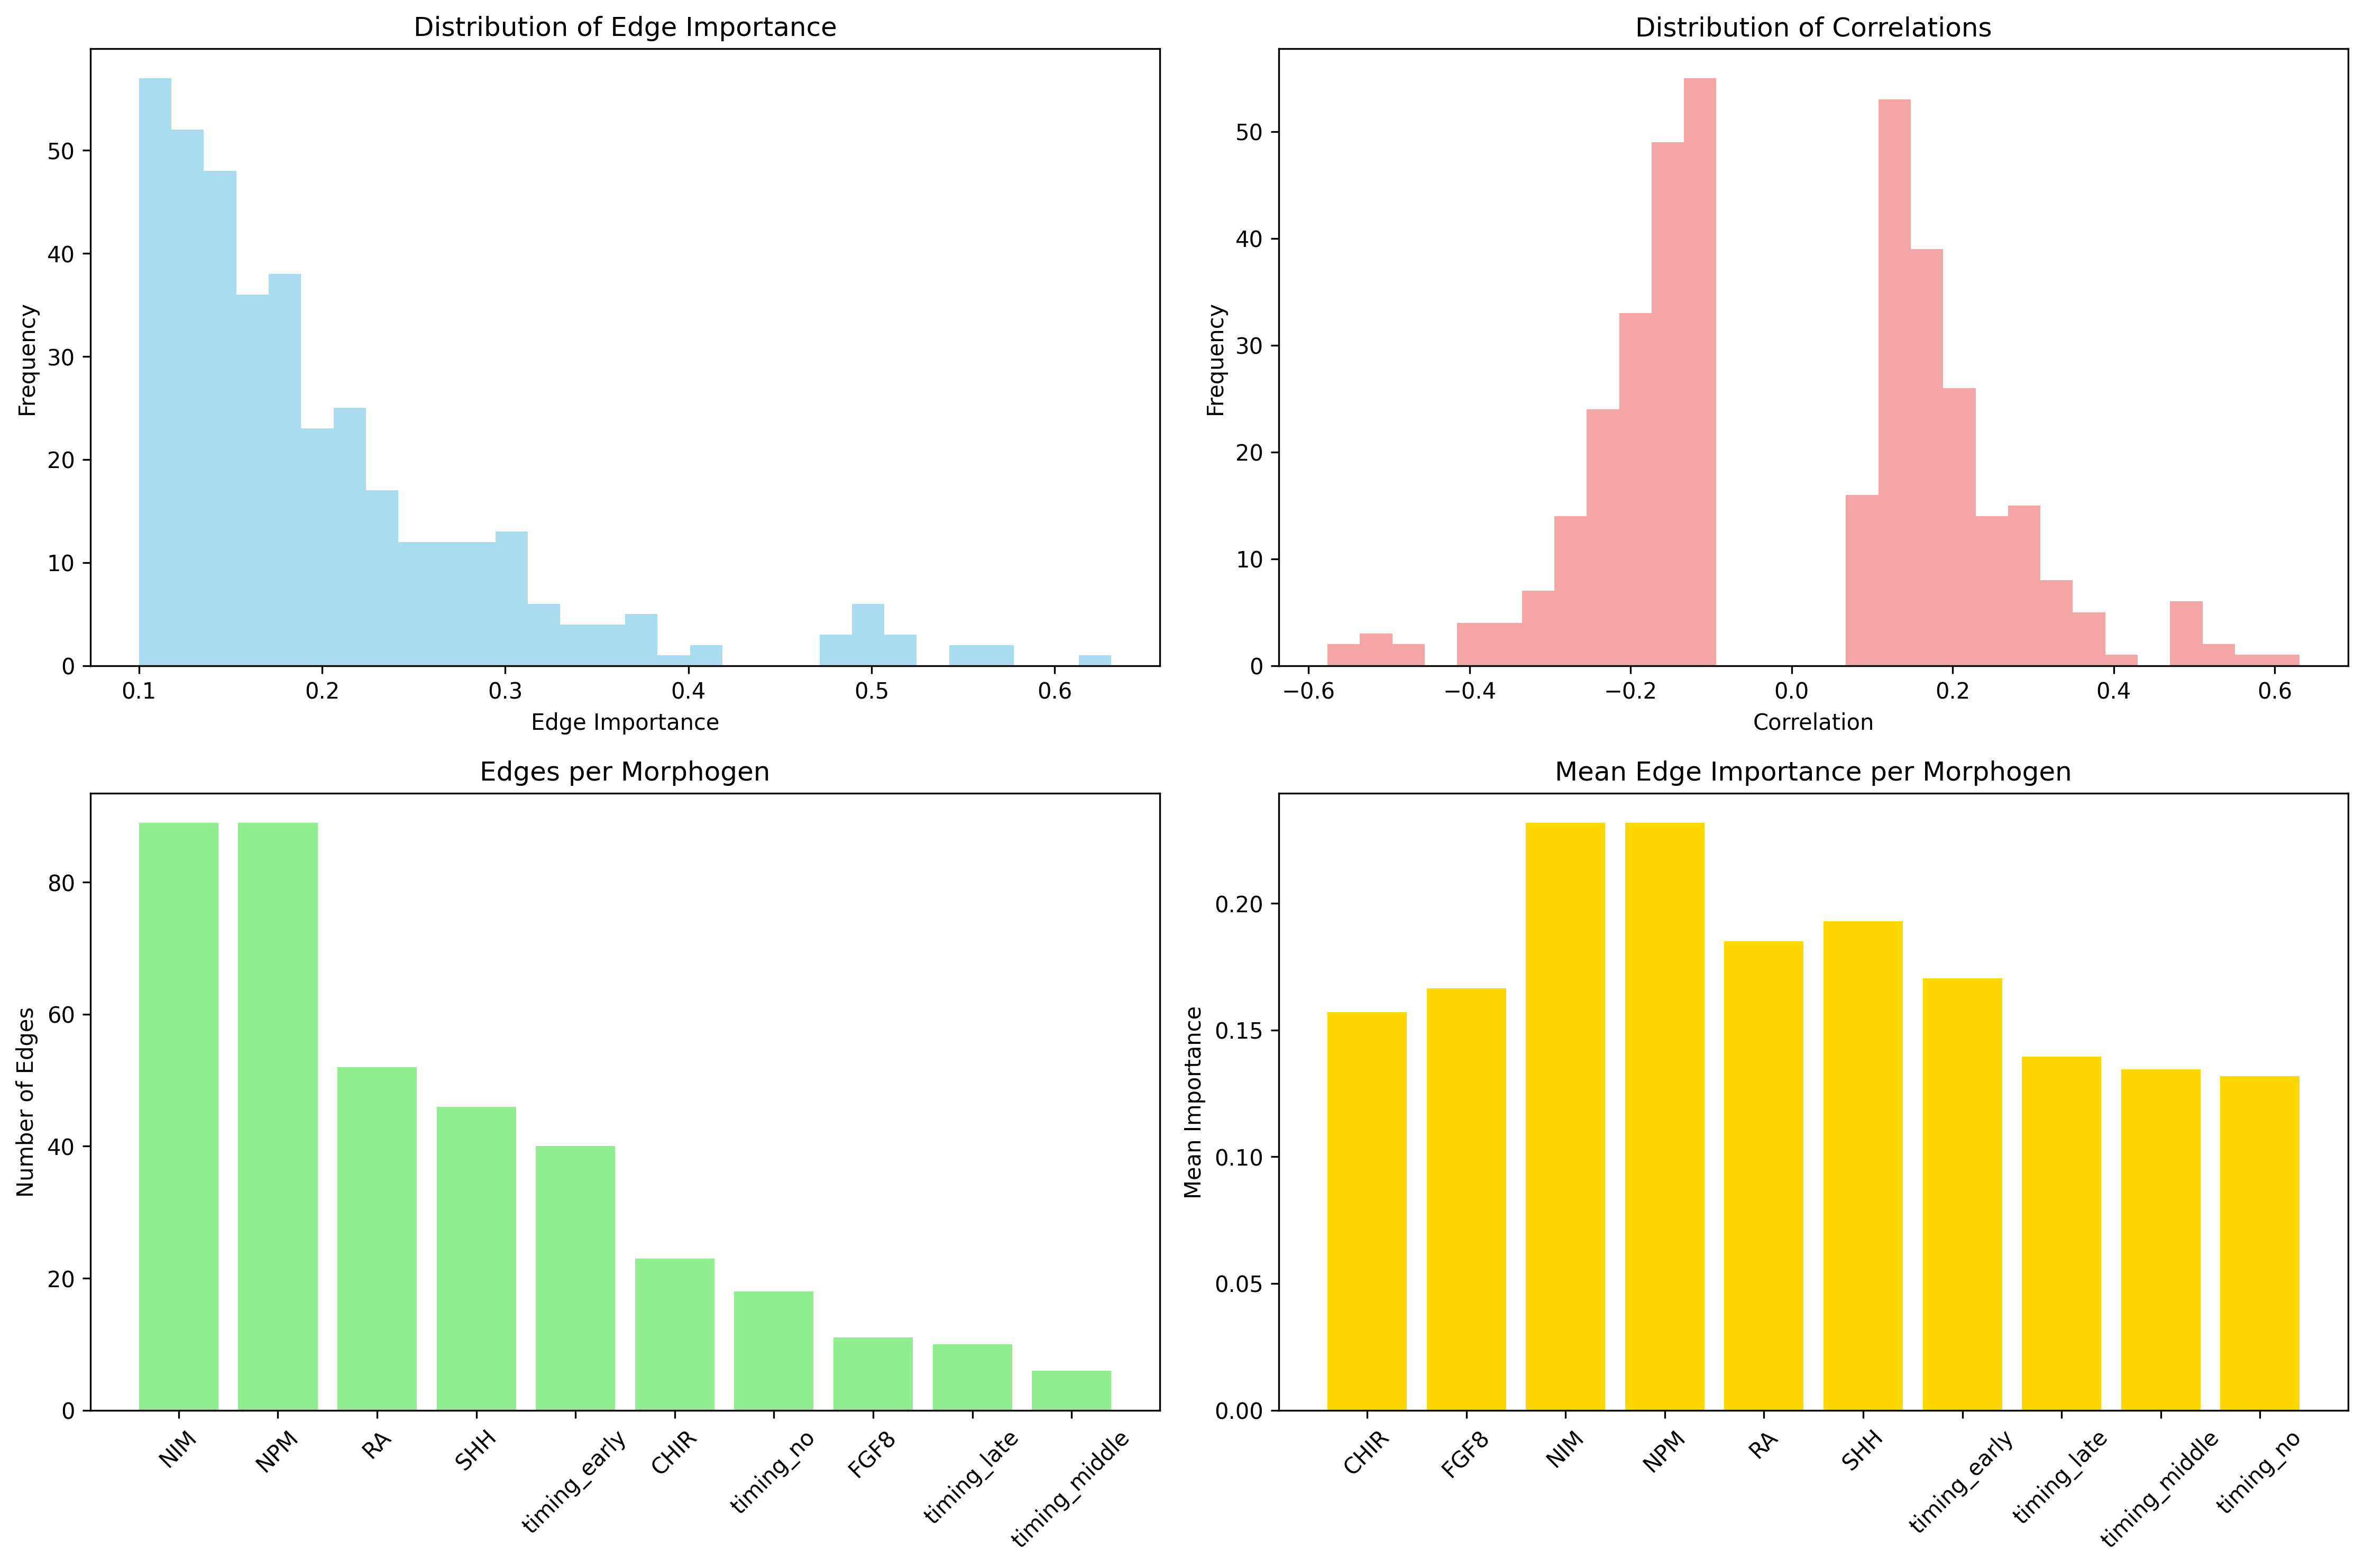 Distribution of Edge Importance
Frequency
50
40
30
20
10
0
0.1 0.2 0.3 0.4 0.5 0.6
Edge Importance
Distribution of Correlations
Frequency
50
40
30
20
10
0
−0.6 −0.4 −0.2 0.0 0.2 0.4 0.6
Correlation
Edges per Morphogen
Number of Edges
80
60
40
20
0
NIM NPM RA SHH timing_early CHIR timing_no FGF8 timing_late timing_middle
Mean Edge Importance per Morphogen
Mean Importance
0.20
0.15
0.10
0.05
0.00
CHIR FGF8 NIM NPM RA SHH timing_early timing_late timing_middle timing_no